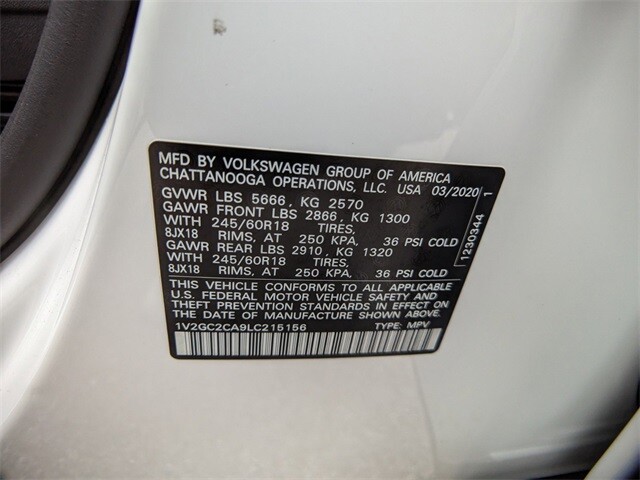 MFD BY VOLKSWAGEN GROUP OF AMERICA
CHATTANOOGA OPERATIONS, LLC. USA 03/2020
GVWR LBS 5666, KG 2570
GAWR FRONT LBS 2866, KG 1300
WITH 245/60R18 TIRES,
8JX18 RIMS, AT 250 KPA, 36 PSI COLD
GAWR REAR LBS 2910, KG 1320
WITH 245/60R18 TIRES,
8JX18 RIMS, AT 250 KPA, 36 PSI COLD
THIS VEHICLE CONFORMS TO ALL APPLICABLE
U.S. FEDERAL MOTOR VEHICLE SAFETY AND
THEFT PREVENTION STANDARDS IN EFFECT ON
THE DATE OF MANUFACTURE SHOWN ABOVE.
1V2GC2CA9LC215156 TYPE: MPV
1230344 1